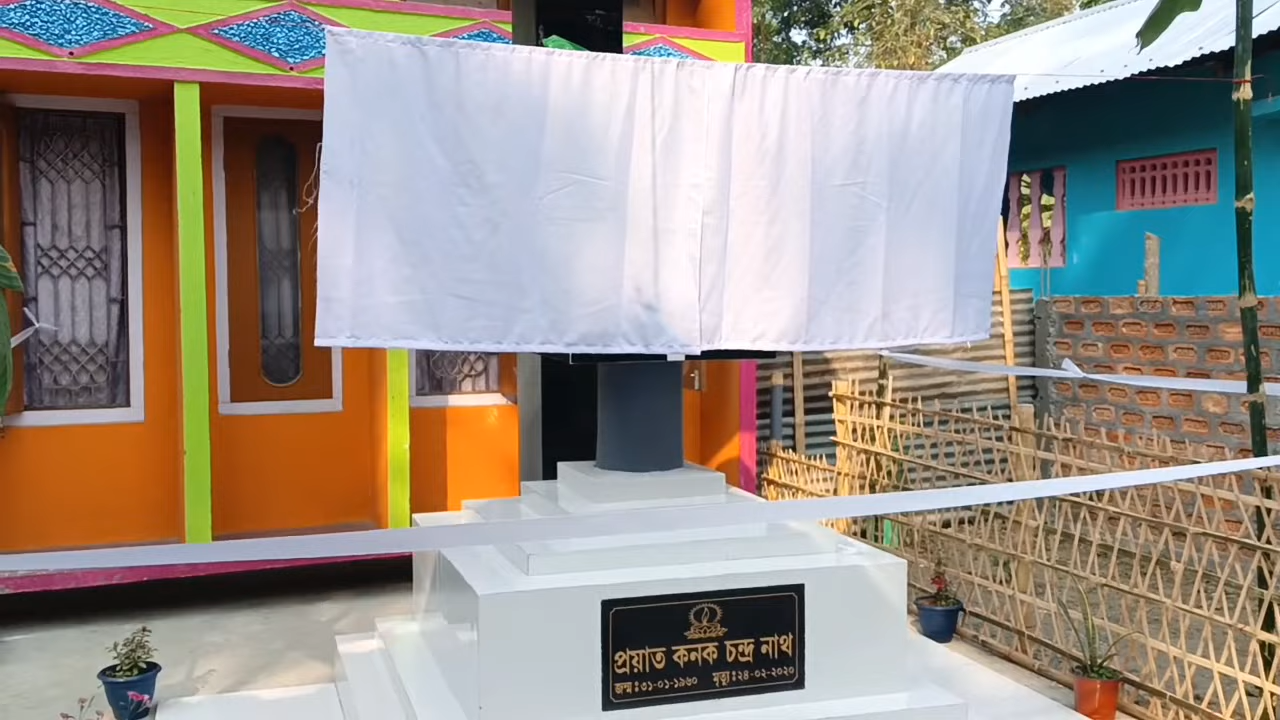 প্রয়াত কনক চন্দ্র নাথ
জন্ম ঃ ৩১-০১-১৯৬০ মৃত্যু ঃ ২৪-০২-২০২০